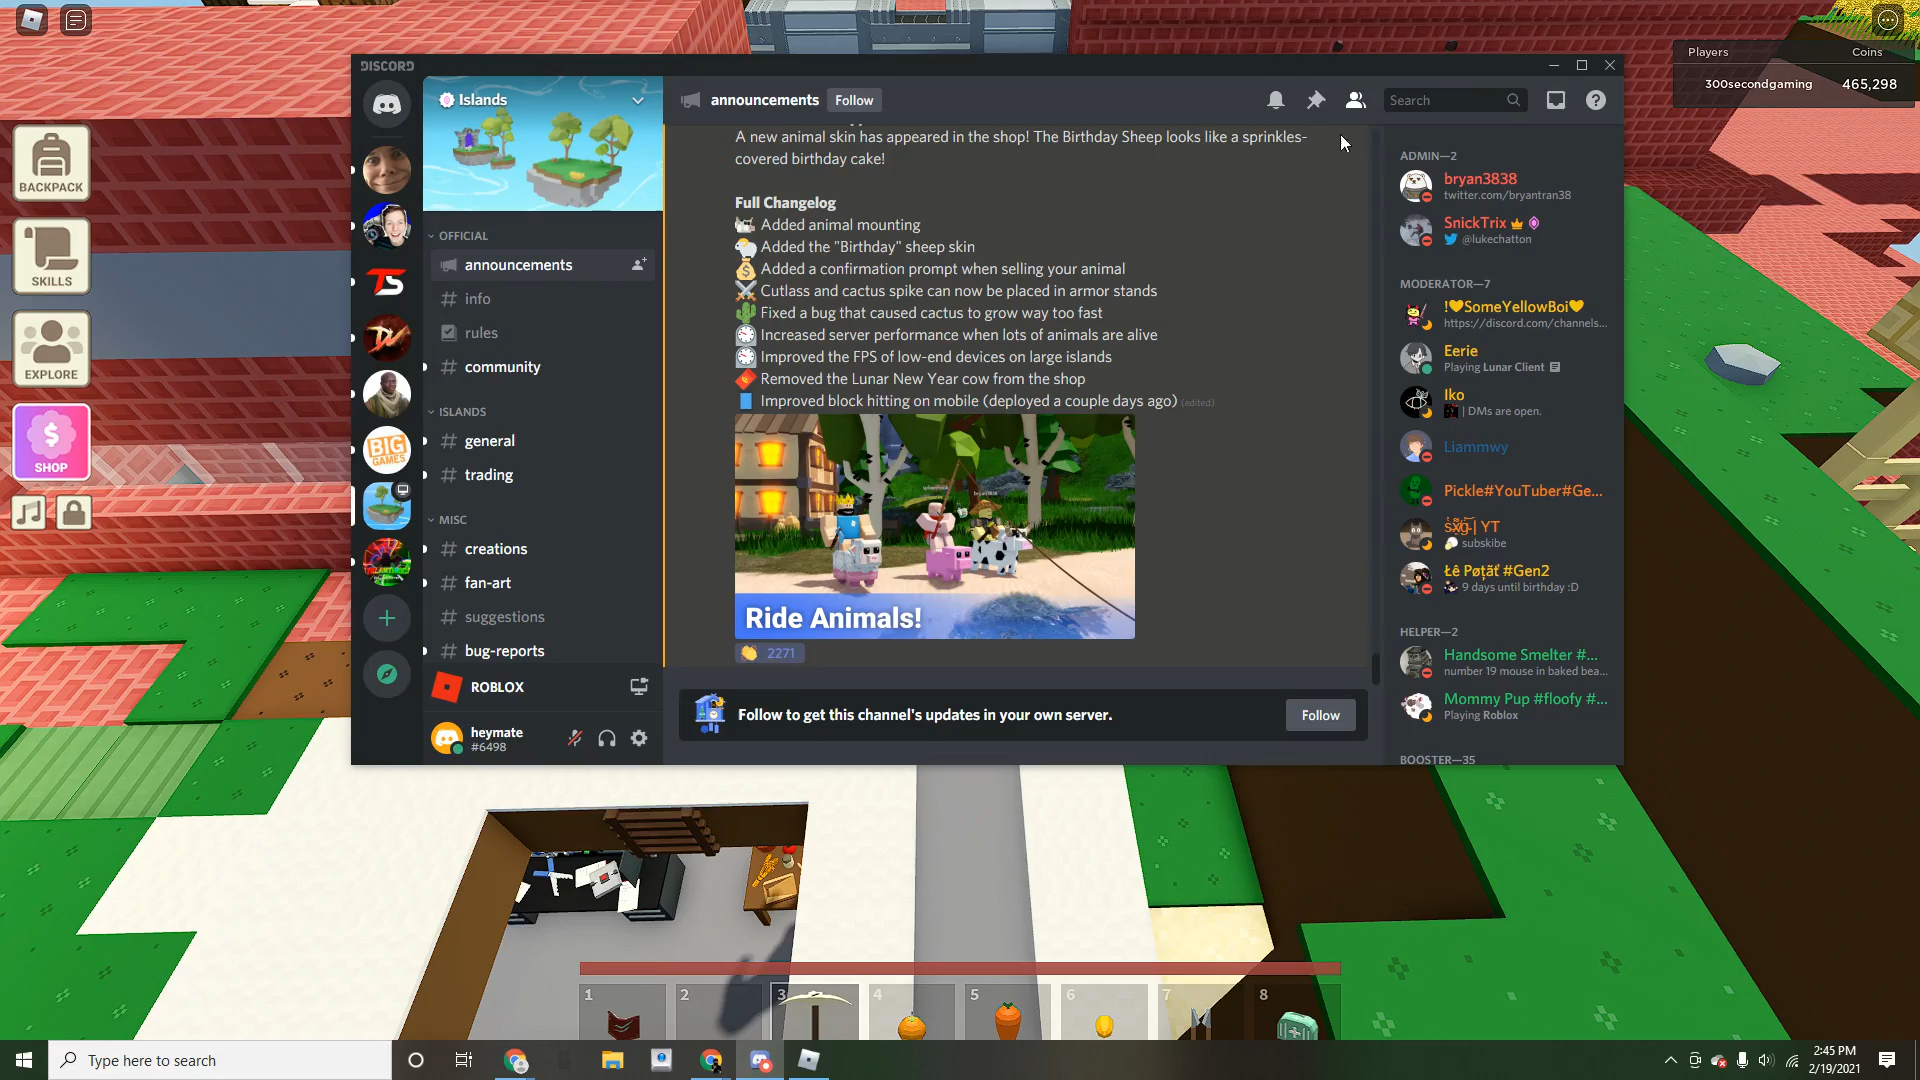 Players Coins
300secondgaming 465,298
BACKPACK
SKILLS
EXPLORE
SHOP
DISCORD
Islands
OFFICIAL
announcements
info
rules
community
ISLANDS
general
trading
MISC
creations
fan-art
suggestions
bug-reports
ROBLOX
heymate
#6498
TS
BIG
GAMES
announcements Follow
Search
A new animal skin has appeared in the shop! The Birthday Sheep looks like a sprinkles-
covered birthday cake!
Full Changelog
Added animal mounting
Added the "Birthday" sheep skin
Added a confirmation prompt when selling your animal
Cutlass and cactus spike can now be placed in armor stands
Fixed a bug that caused cactus to grow way too fast
Increased server performance when lots of animals are alive
Improved the FPS of low-end devices on large islands
Removed the Lunar New Year cow from the shop
Improved block hitting on mobile (deployed a couple days ago) (edited)
Ride Animals!
2271
Follow to get this channel's updates in your own server.
Follow
ADMIN—2
bryan3838
twitter.com/bryantran38
SnickTrix
@lukechatton
MODERATOR—7
!🖤SomeYellowBoi🖤
https://discord.com/channels...
Eerie
Playing Lunar Client
Iko
| DMs are open.
Liammwy
Pickle#YouTuber#Ge...
| YT
subskibe
Łê Pøţăť #Gen2
9 days until birthday :D
HELPER—2
Handsome Smelter #...
number 19 mouse in baked bea...
Mommy Pup #floofy #...
Playing Roblox
BOOSTER—35
1 2 3 4 5 6 7 8
Type here to search
2:45 PM
2/19/2021